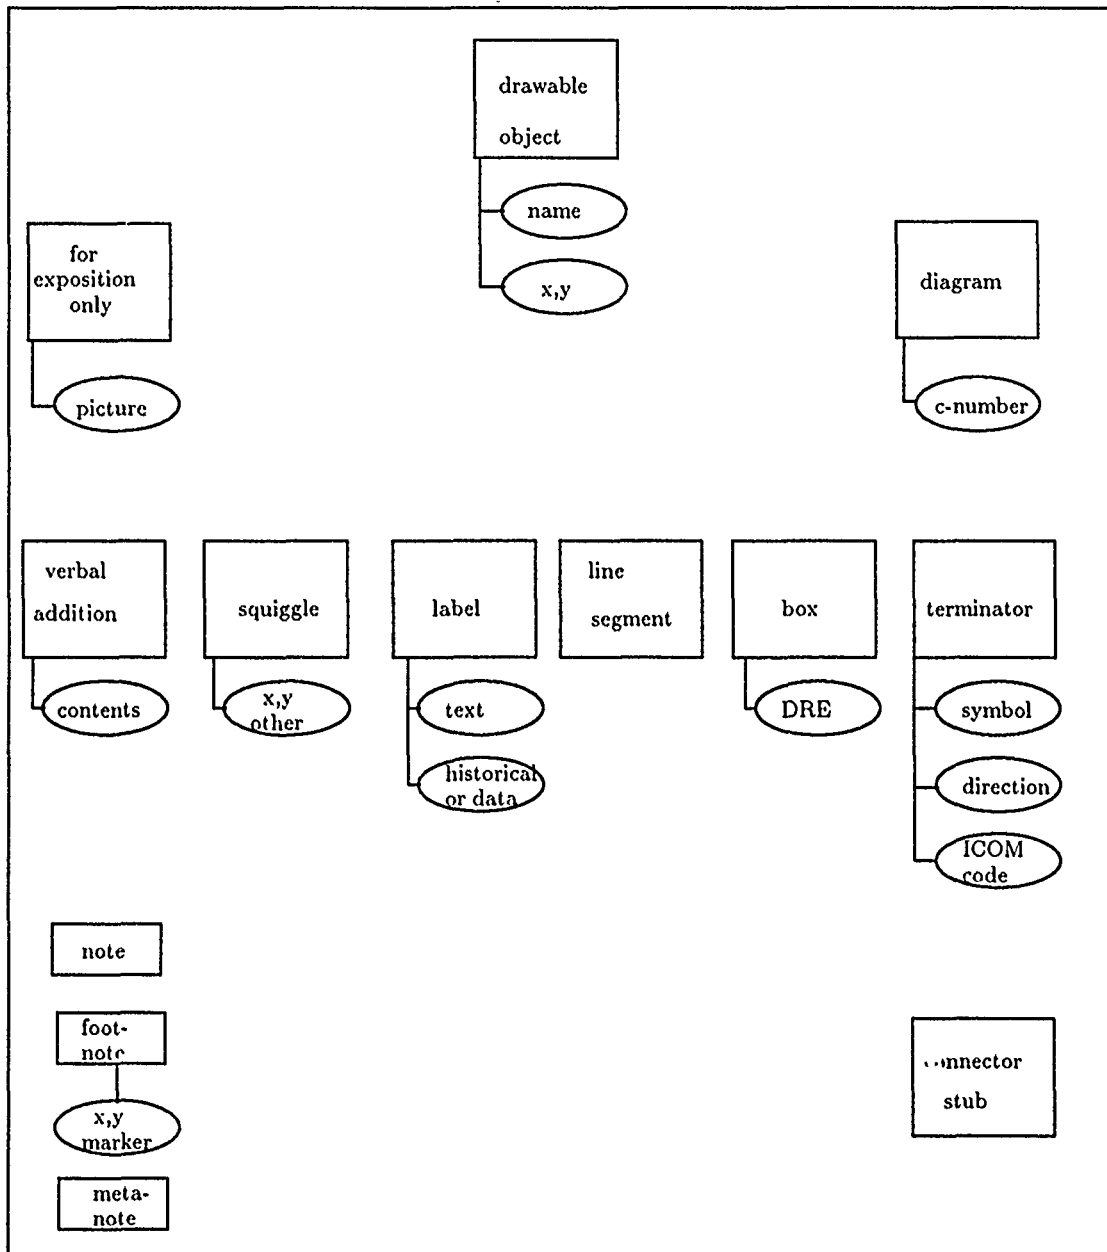 drawable
object
name
x,y
for
exposition
only
picture
diagram
c-number
verbal
addition
contents
squiggle
x,y
other
label
text
historical
or data
line
segment
box
DRE
terminator
symbol
direction
ICOM
code
note
foot-
note
x,y
marker
meta-
note
stub